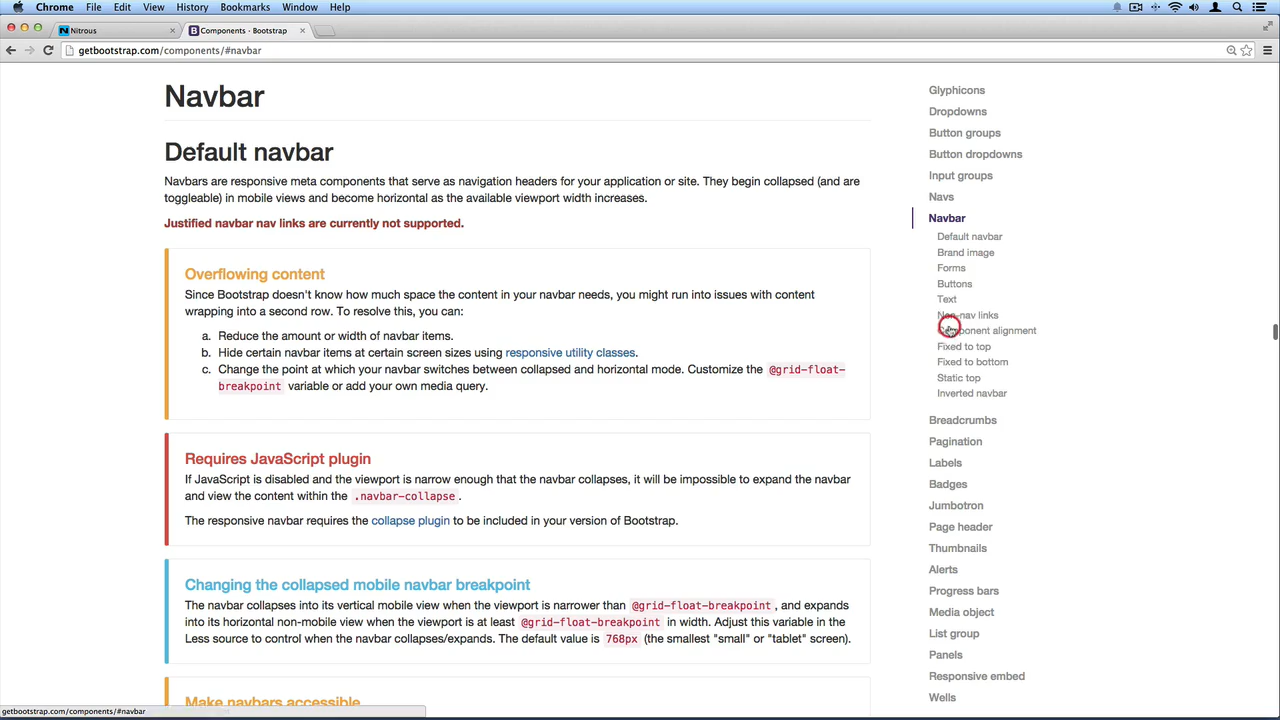 Chrome File Edit View History Bookmarks Window Help
Nitrous
Components · Bootstrap
getbootstrap.com/components/#navbar
Navbar
Default navbar
Navbars are responsive meta components that serve as navigation headers for your application or site. They begin collapsed (and are
toggleable) in mobile views and become horizontal as the available viewport width increases.
Justified navbar nav links are currently not supported.
Overflowing content
Since Bootstrap doesn't know how much space the content in your navbar needs, you might run into issues with content
wrapping into a second row. To resolve this, you can:
a. Reduce the amount or width of navbar items.
b. Hide certain navbar items at certain screen sizes using responsive utility classes.
c. Change the point at which your navbar switches between collapsed and horizontal mode. Customize the @grid-float-
breakpoint variable or add your own media query.
Requires JavaScript plugin
If JavaScript is disabled and the viewport is narrow enough that the navbar collapses, it will be impossible to expand the navbar
and view the content within the .navbar-collapse.
The responsive navbar requires the collapse plugin to be included in your version of Bootstrap.
Changing the collapsed mobile navbar breakpoint
The navbar collapses into its vertical mobile view when the viewport is narrower than @grid-float-breakpoint, and expands
into its horizontal non-mobile view when the viewport is at least @grid-float-breakpoint in width. Adjust this variable in the
Less source to control when the navbar collapses/expands. The default value is 768px (the smallest "small" or "tablet" screen).
Make navbars accessible
Glyphicons
Dropdowns
Button groups
Button dropdowns
Input groups
Navs
Navbar
Default navbar
Brand image
Forms
Buttons
Text
Non-nav links
Component alignment
Fixed to top
Fixed to bottom
Static top
Inverted navbar
Breadcrumbs
Pagination
Labels
Badges
Jumbotron
Page header
Thumbnails
Alerts
Progress bars
Media object
List group
Panels
Responsive embed
Wells
getbootstrap.com/components/#navbar